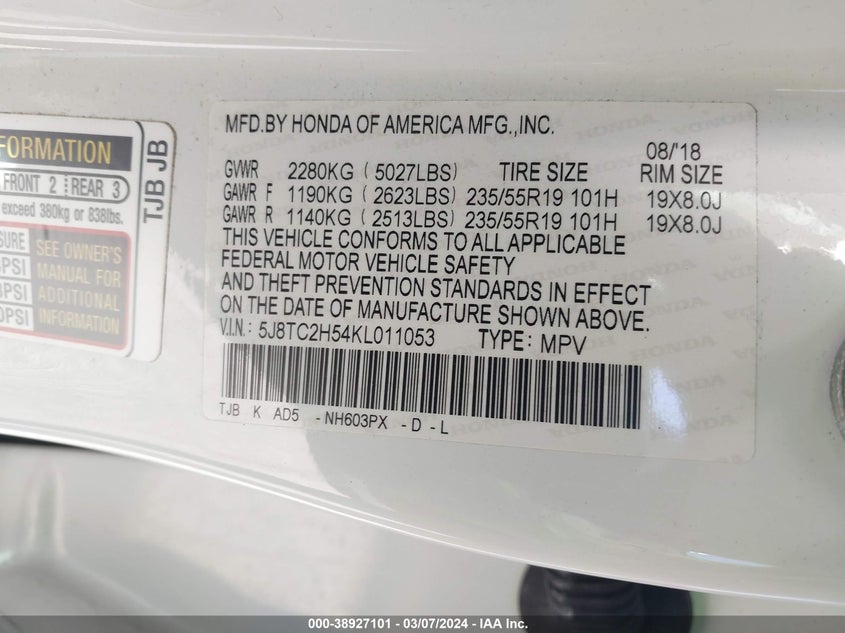 MFD.BY HONDA OF AMERICA MFG.,INC.
08/'18
GVWR 2280KG (5027LBS) TIRE SIZE RIM SIZE
GAWR F 1190KG (2623LBS) 235/55R19 101H 19X8.0J
GAWR R 1140KG (2513LBS) 235/55R19 101H 19X8.0J
THIS VEHICLE CONFORMS TO ALL APPLICABLE
FEDERAL MOTOR VEHICLE SAFETY
AND THEFT PREVENTION STANDARDS IN EFFECT
ON THE DATE OF MANUFACTURE SHOWN ABOVE.
V.I.N.: 5J8TC2H54KL011053 TYPE: MPV
TJB K AD5 -NH603PX -D -L
FORMATION
FRONT 2 REAR 3
exceed 380kg or 838lbs.
SEE OWNER'S
MANUAL FOR
ADDITIONAL
INFORMATION
PSI
PSI
PSI
TJB JB
000-38927101 - 03/07/2024 - IAA Inc.